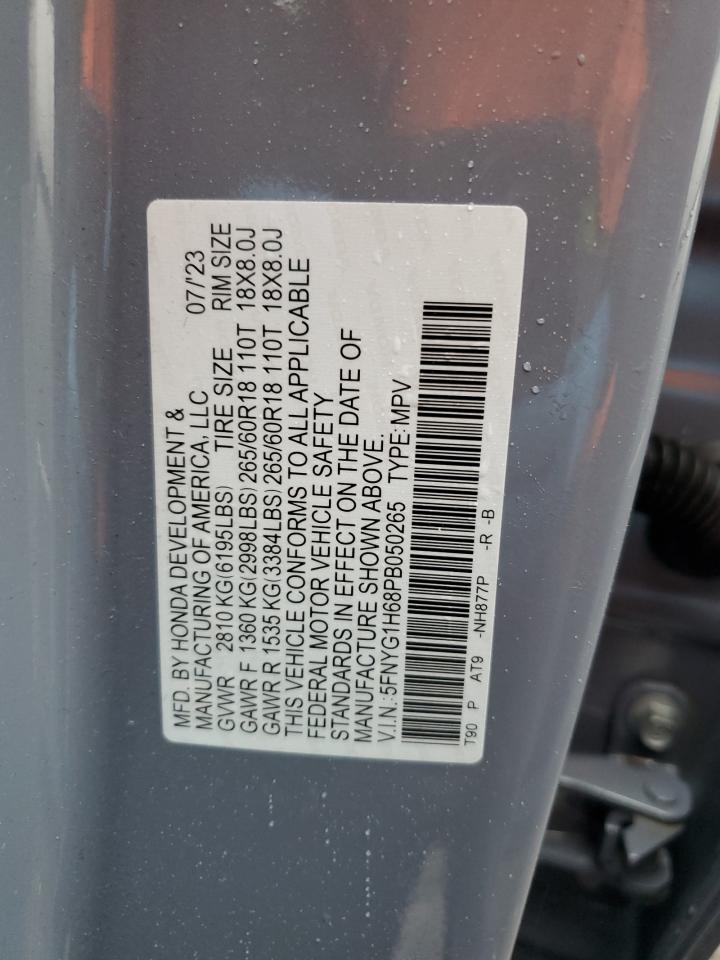 MFD. BY HONDA DEVELOPMENT &
MANUFACTURING OF AMERICA, LLC 07/'23
GVWR 2810 KG(6195LBS) TIRE SIZE RIM SIZE
GAWR F 1360 KG(2998LBS) 265/60R18 110T 18X8.0J
GAWR R 1535 KG(3384LBS) 265/60R18 110T 18X8.0J
THIS VEHICLE CONFORMS TO ALL APPLICABLE
FEDERAL MOTOR VEHICLE SAFETY
STANDARDS IN EFFECT ON THE DATE OF
MANUFACTURE SHOWN ABOVE.
V.I.N.:5FNYG1H68PB050265 TYPE:MPV
T90 P AT9 -NH877P -R -B